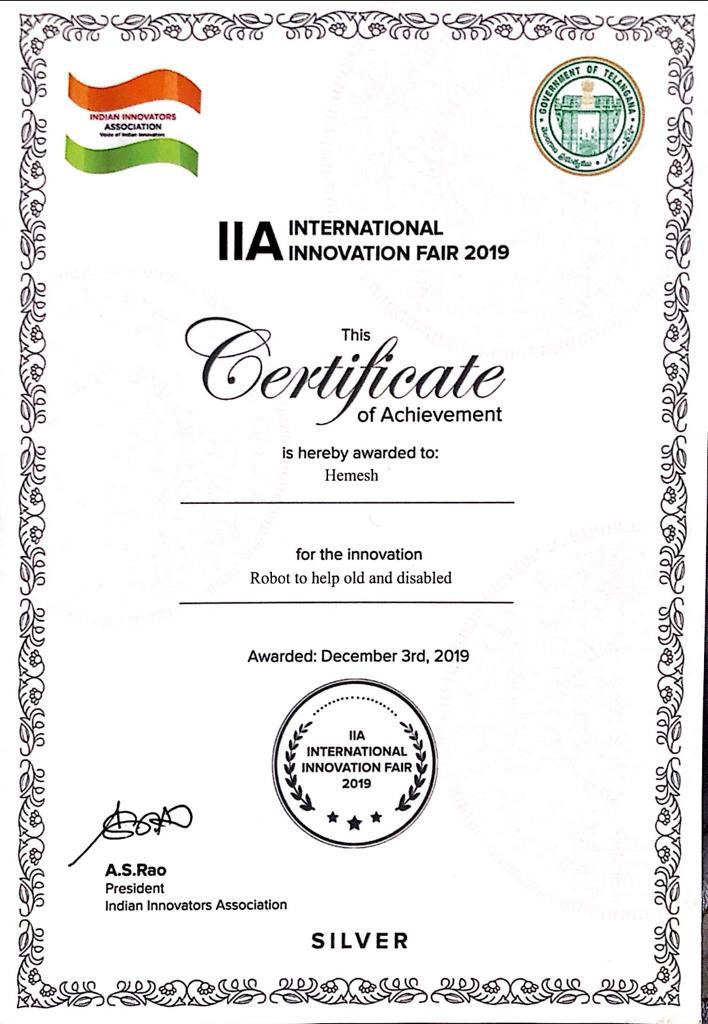 INDIAN INNOVATORS
ASSOCIATION
Voice of Indian Innovators
GOVERNMENT OF TELANGANA
తెలంగాణ ప్రభుత్వము
IIA INTERNATIONAL
INNOVATION FAIR 2019
This
Certificate
of Achievement
is hereby awarded to:
Hemesh
for the innovation
Robot to help old and disabled
Awarded: December 3rd, 2019
IIA
INTERNATIONAL
INNOVATION FAIR
2019
A.S.Rao
President
Indian Innovators Association
SILVER